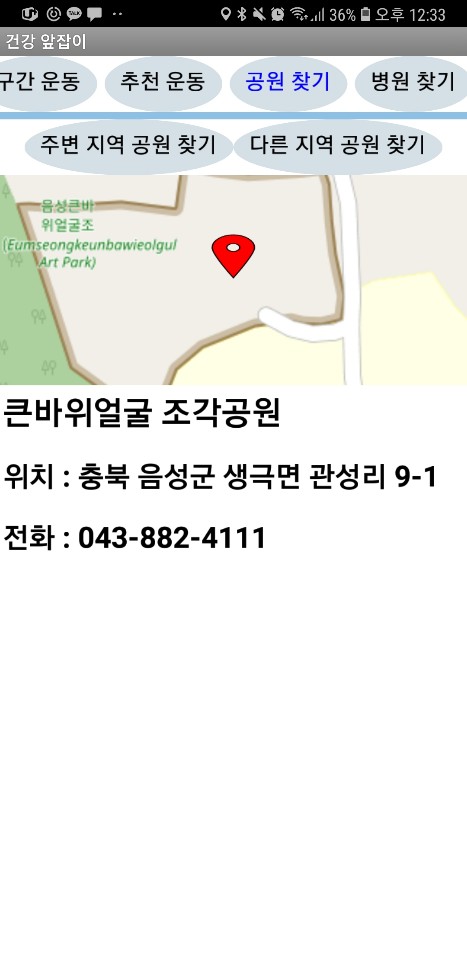 36% 오후 12:33
건강 앞잡이
구간 운동 추천 운동 공원 찾기 병원 찾기
주변 지역 공원 찾기 다른 지역 공원 찾기
음성큰바
위얼굴조
(Eumseongkeunbawieolgul
Art Park)
큰바위얼굴 조각공원
위치 : 충북 음성군 생극면 관성리 9-1
전화 : 043-882-4111